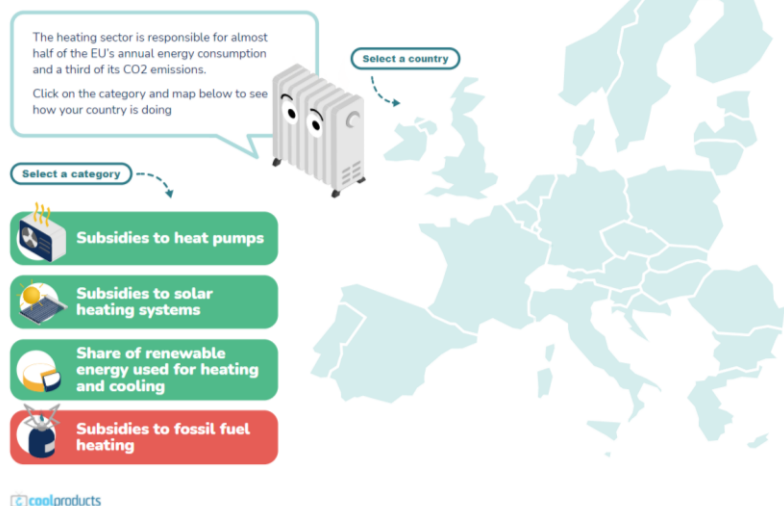 The heating sector is responsible for almost
half of the EU's annual energy consumption
and a third of its CO2 emissions.
Click on the category and map below to see
how your country is doing
Select a country
Select a category
Subsidies to heat pumps
Subsidies to solar
heating systems
Share of renewable
energy used for heating
and cooling
Subsidies to fossil fuel
heating
coolproducts